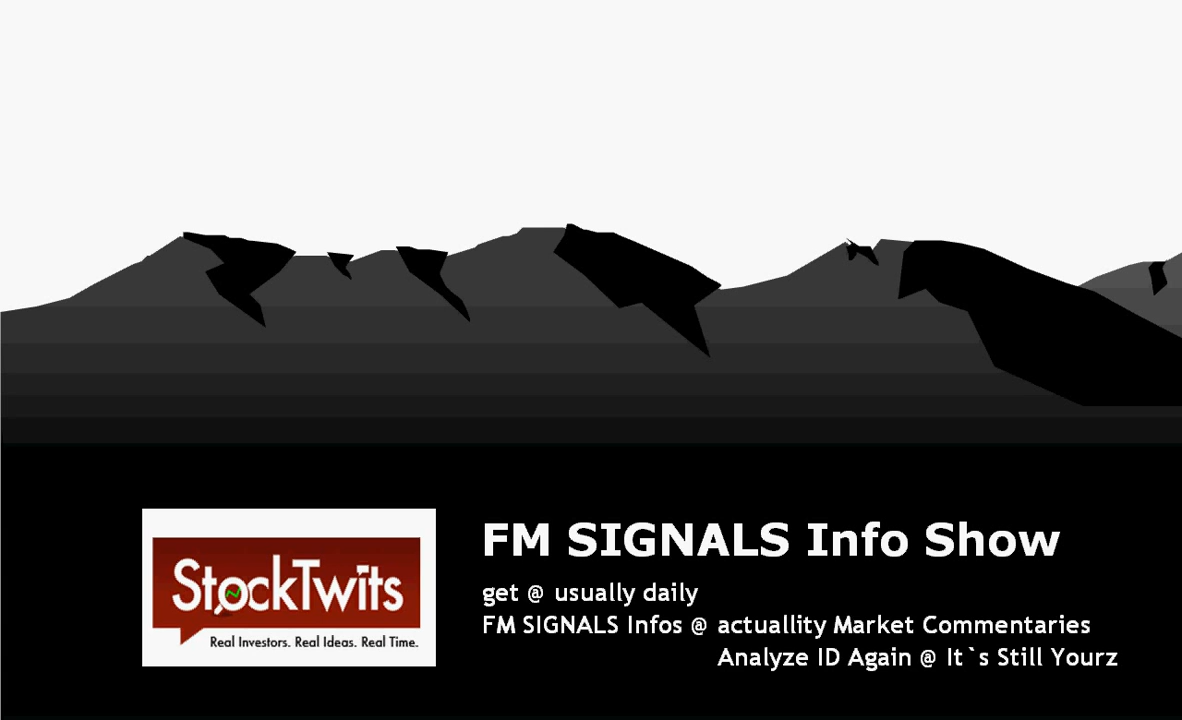 FM SIGNALS Info Show
StockTwits
Real Investors. Real Ideas. Real Time.
get @ usually daily
FM SIGNALS Infos @ actuallity Market Commentaries
Analyze ID Again @ It`s Still Yourz